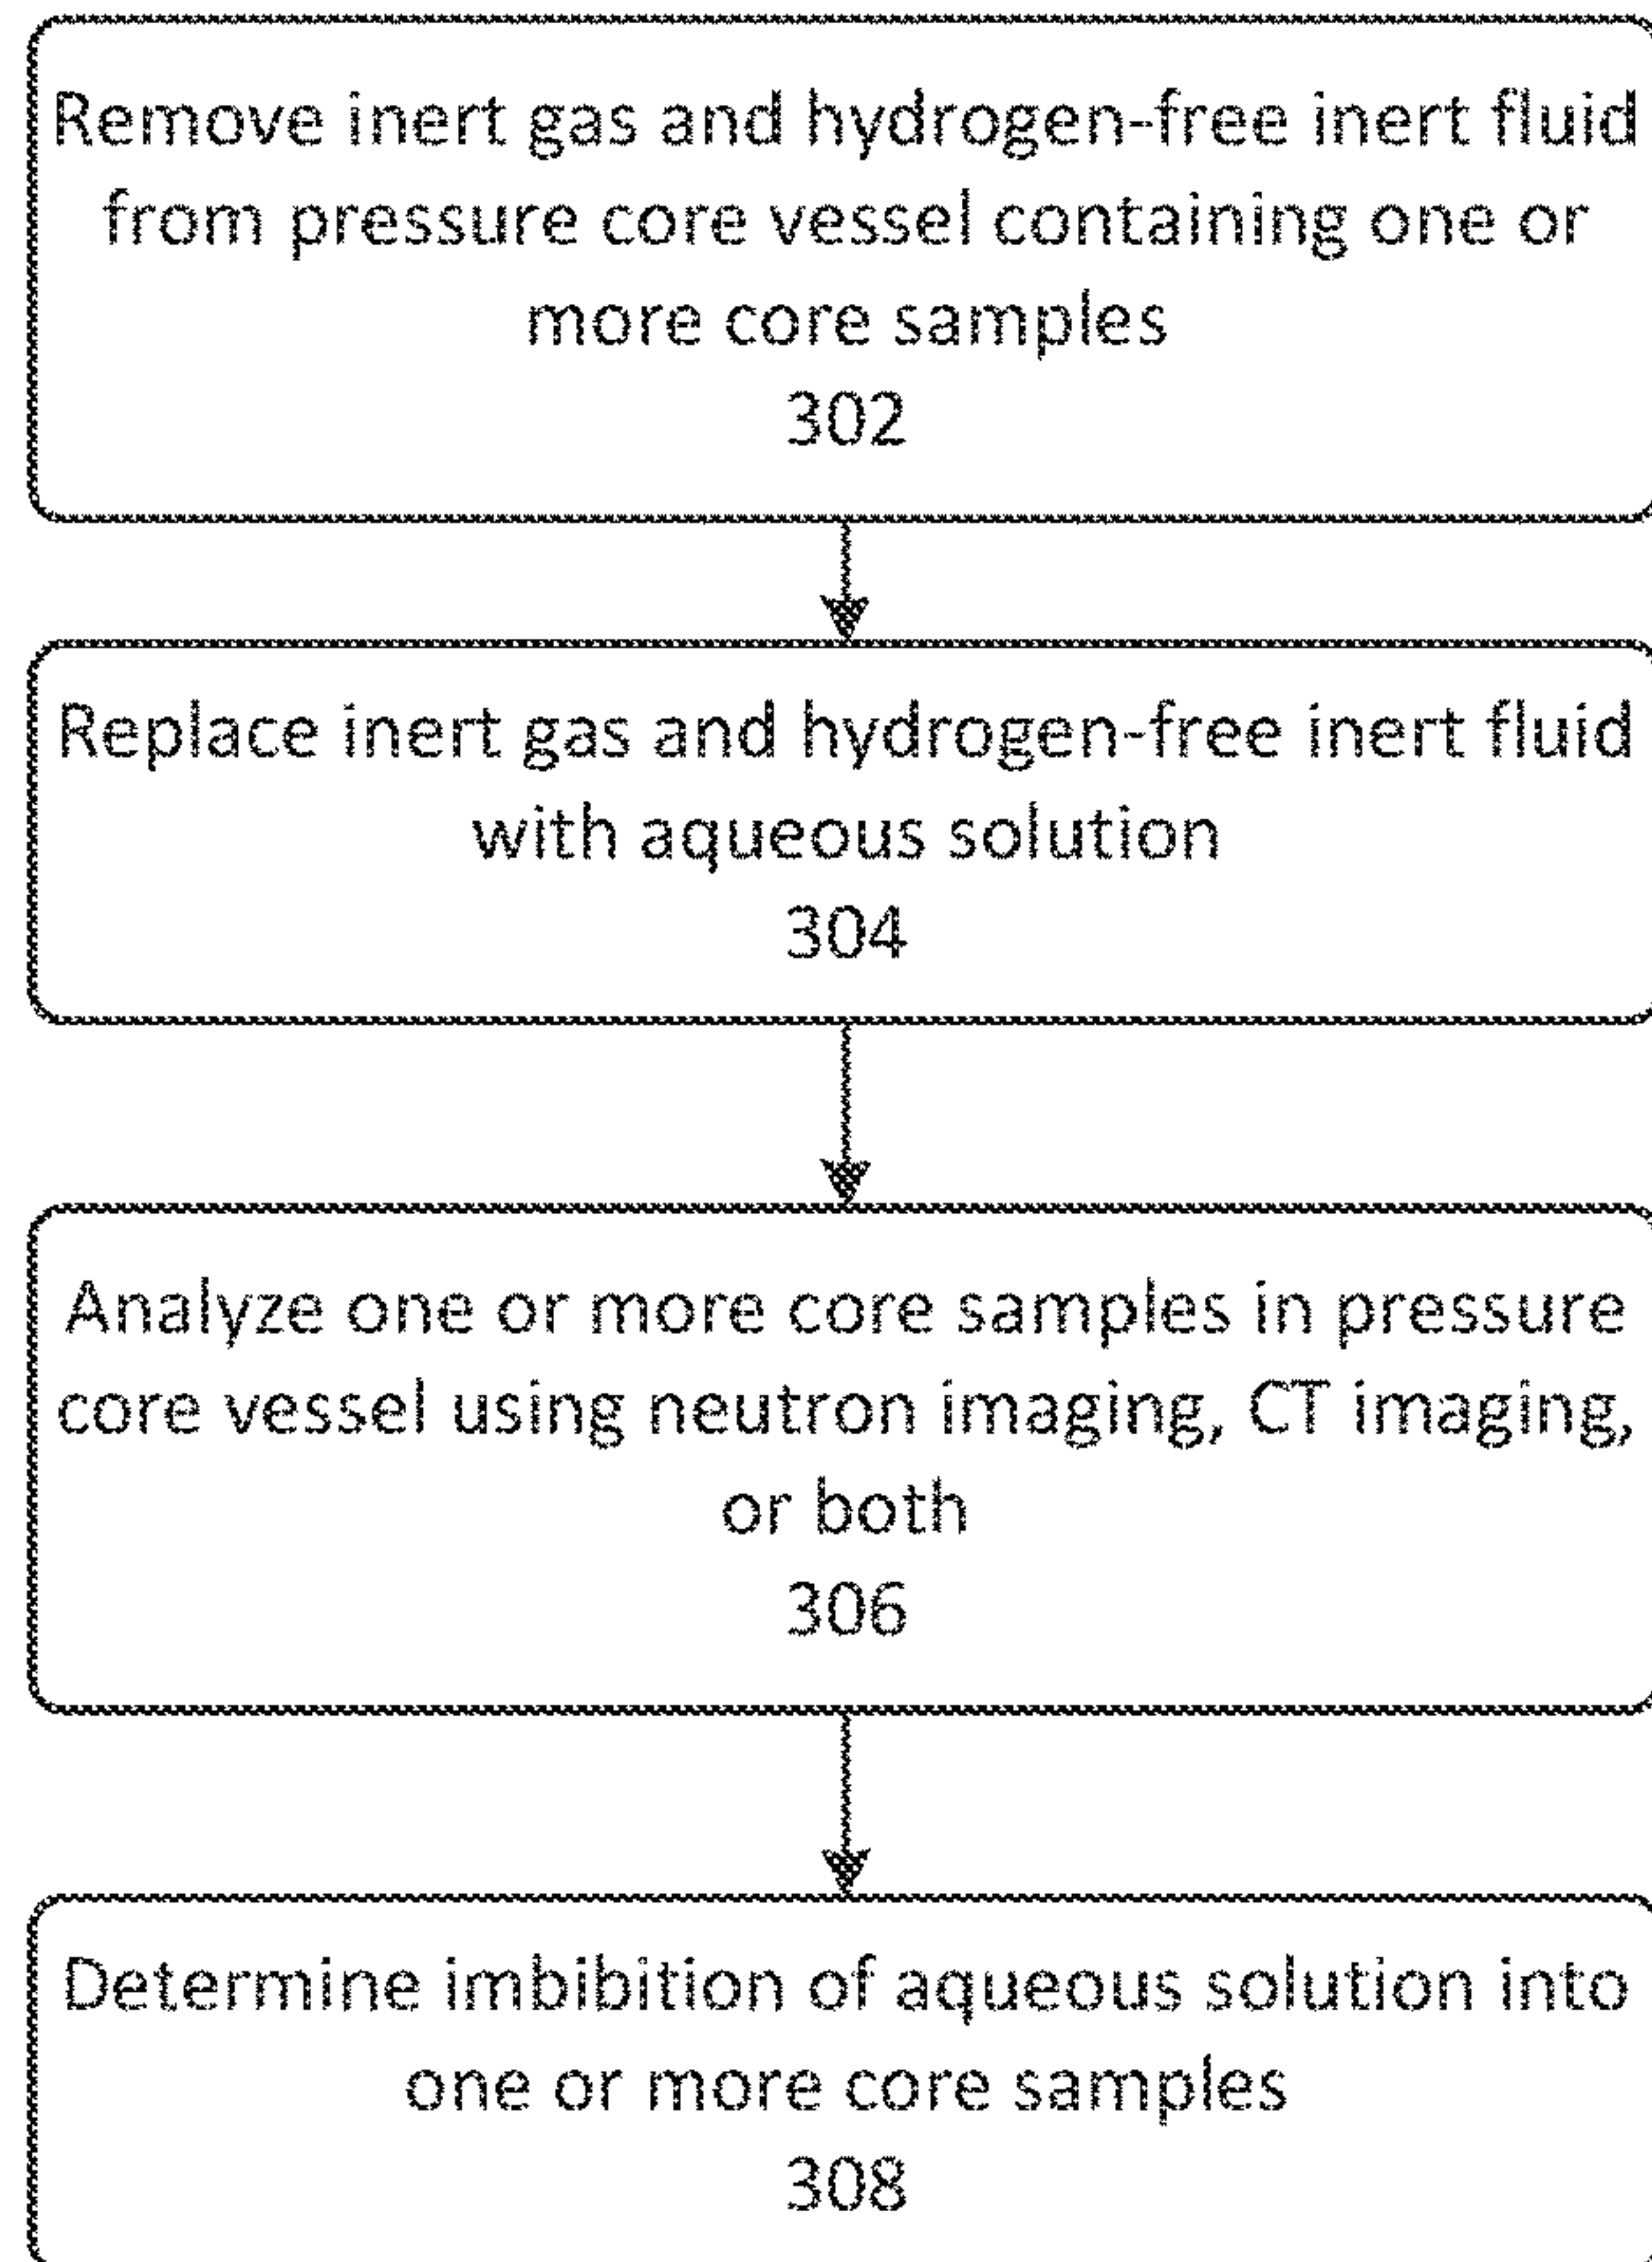 Remove inert gas and hydrogen-free inert fluid
from pressure core vessel containing one or
more core samples
302
Replace inert gas and hydrogen-free inert fluid
with aqueous solution
304
Analyze one or more core samples in pressure
core vessel using neutron imaging, CT imaging,
or both
306
Determine imbibition of aqueous solution into
one or more core samples
308